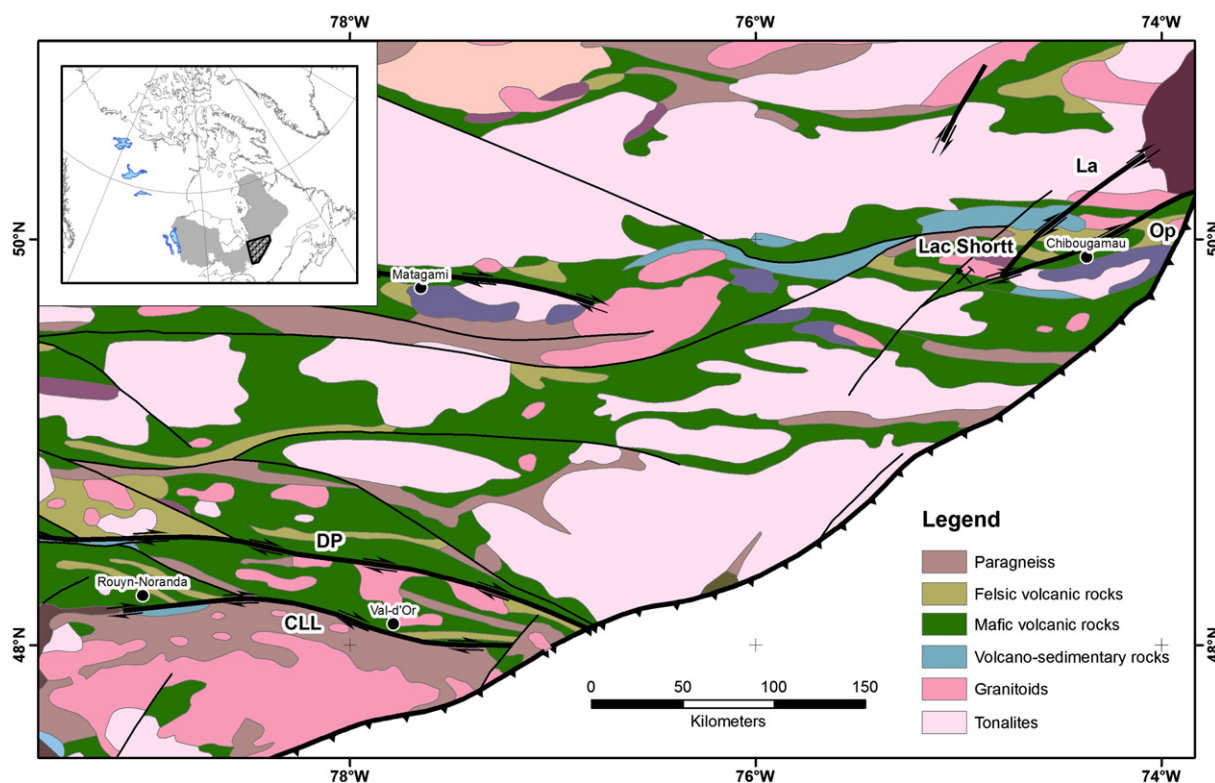 78°W
76°W
74°W
La
50°N
50°N
Op
Lac Shortt
Chibougamau
Matagami
Legend
Paragneiss
Felsic volcanic rocks
Mafic volcanic rocks
Volcano-sedimentary rocks
Granitoids
Tonalites
DP
Rouyn-Noranda
Val-d'Or
CLL
48°N
48°N
0 50 100 150
Kilometers
78°W
76°W
74°W